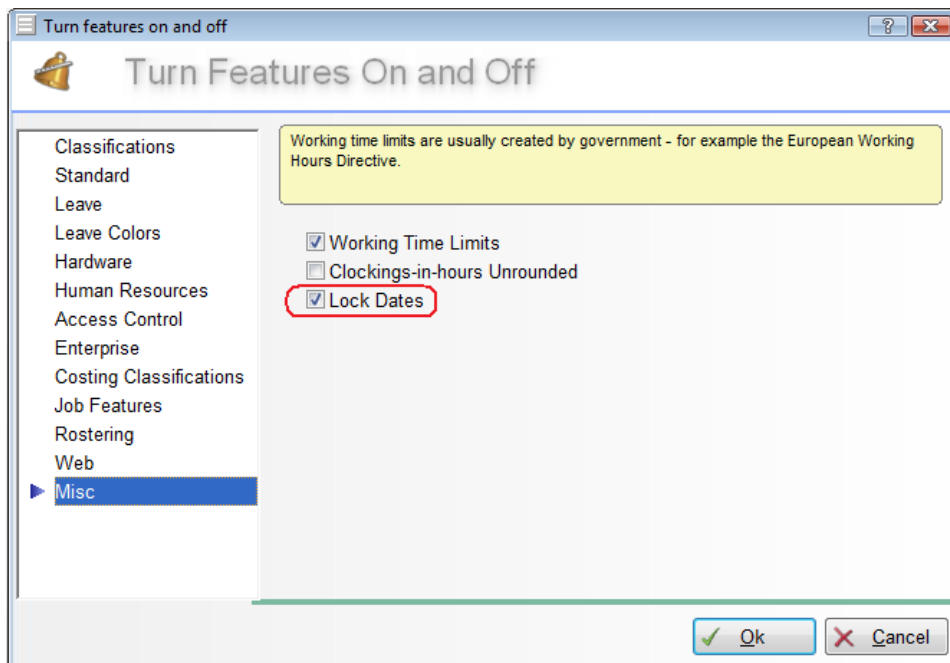 Turn features on and off
Turn Features On and Off
Classifications
Standard
Leave
Leave Colors
Hardware
Human Resources
Access Control
Enterprise
Costing Classifications
Job Features
Rostering
Web
Misc
Working time limits are usually created by government - for example the European Working
Hours Directive.
Working Time Limits
Clockings-in-hours Unrounded
Lock Dates
Ok
Cancel